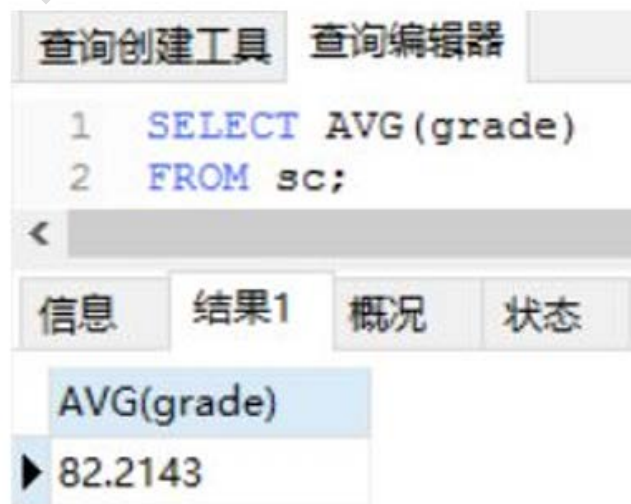 查询创建工具 查询编辑器
1 SELECT AVG(grade)
2 FROM sc;
信息 结果1 概况 状态
AVG(grade)
82.2143